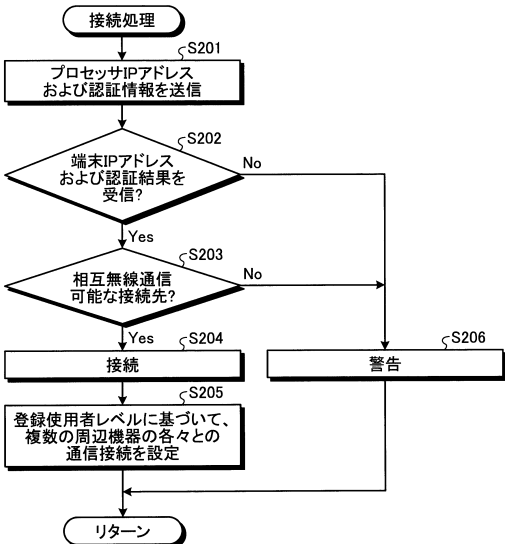 接続処理
S201
プロセッサIPアドレス
および認証情報を送信
S202
端末IPアドレス
および認証結果を
受信?
No
Yes
S203
相互無線通信
可能な接続先?
No
Yes
S204
接続
S206
警告
S205
登録使用者レベルに基づいて、
複数の周辺機器の各々との
通信接続を設定
リターン